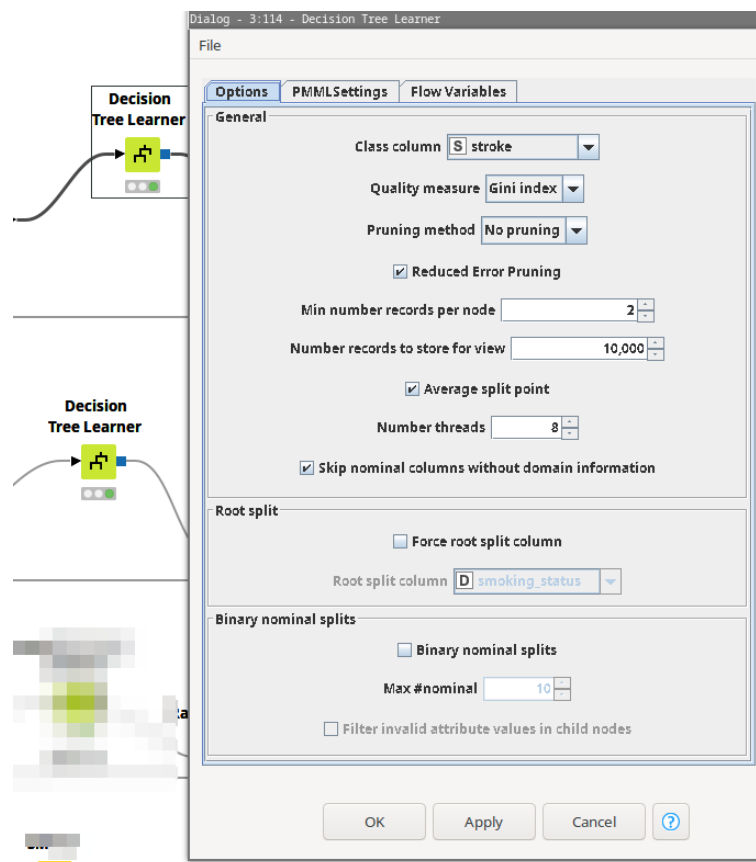 Dialog - 3:114 - Decision Tree Learner
File
Options PMMLSettings Flow Variables
General
Class column S stroke
Quality measure Gini index
Pruning method No pruning
Reduced Error Pruning
Min number records per node 2
Number records to store for view 10,000
Average split point
Number threads 8
Skip nominal columns without domain information
Root split
Force root split column
Root split column D smoking_status
Binary nominal splits
Binary nominal splits
Max #nominal 10
Filter invalid attribute values in child nodes
OK Apply Cancel ?
Decision
Tree Learner
Decision
Tree Learner